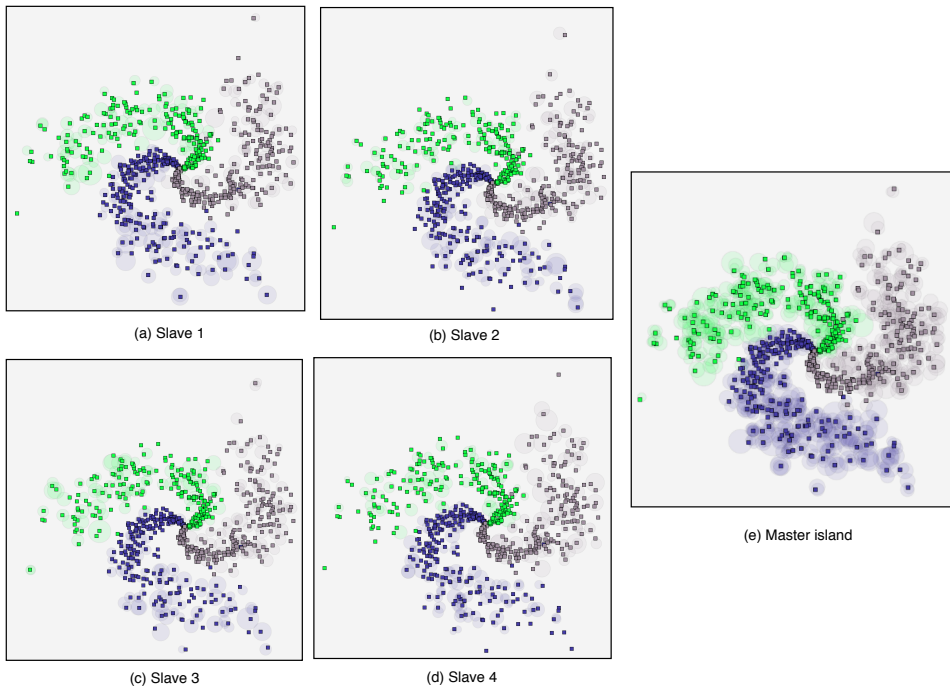 (a) Slave 1
(b) Slave 2
(c) Slave 3
(d) Slave 4
(e) Master island